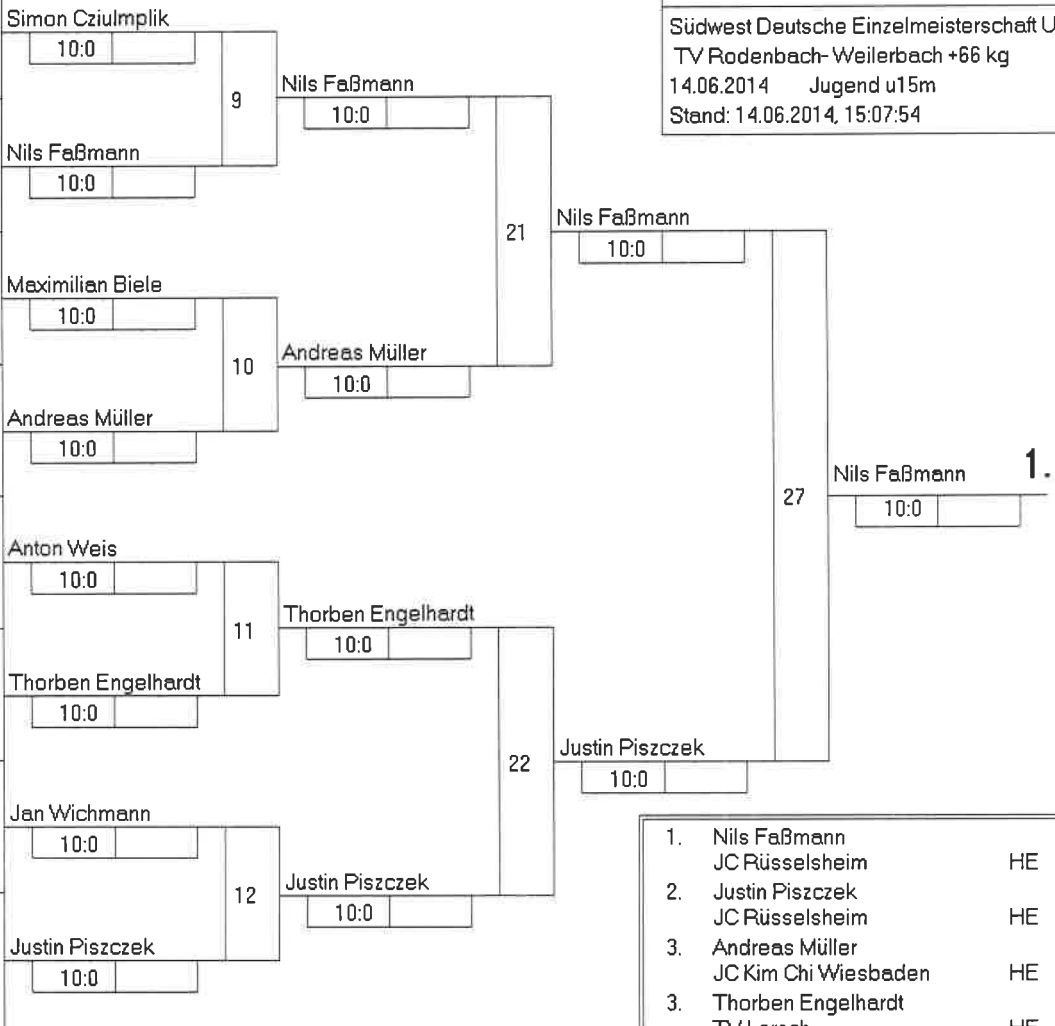 Südwest Deutsche Einzelmeisterschaft U
TV Rodenbach-Weilerbach +66 kg
14.06.2014 Jugend u15m
Stand: 14.06.2014, 15:07:54
Simon Cziulmplik
10:0
9
Nils Faßmann
10:0
Nils Faßmann
10:0
21
Nils Faßmann
10:0
Maximilian Biele
10:0
10
Andreas Müller
10:0
Andreas Müller
10:0
27
Nils Faßmann 1.
10:0
Anton Weis
10:0
11
Thorben Engelhardt
10:0
Thorben Engelhardt
10:0
22
Justin Piszczek
10:0
Jan Wichmann
10:0
12
Justin Piszczek
10:0
Justin Piszczek
10:0
1. Nils Faßmann
JC Rüsselsheim HE
2. Justin Piszczek
JC Rüsselsheim HE
3. Andreas Müller
JC Kim Chi Wiesbaden HE
3. Thorben Engelhardt
TV Lorsch HE